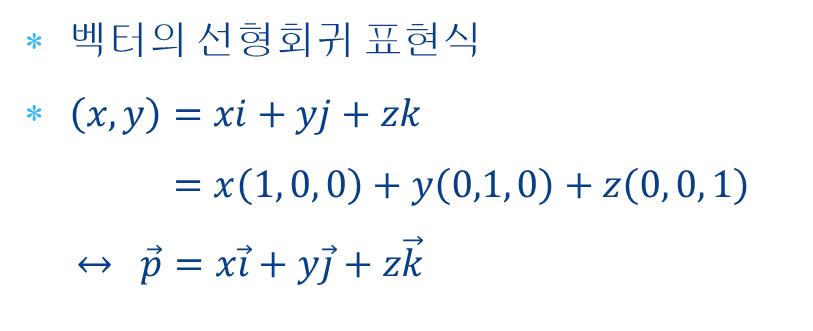 * 벡터의 선형회귀 표현식
* (x, y) = xi + yj + zk
= x(1, 0, 0) + y(0,1, 0) + z(0, 0, 1)
↔ p⃗ = xi⃗ + yj⃗ + zk⃗